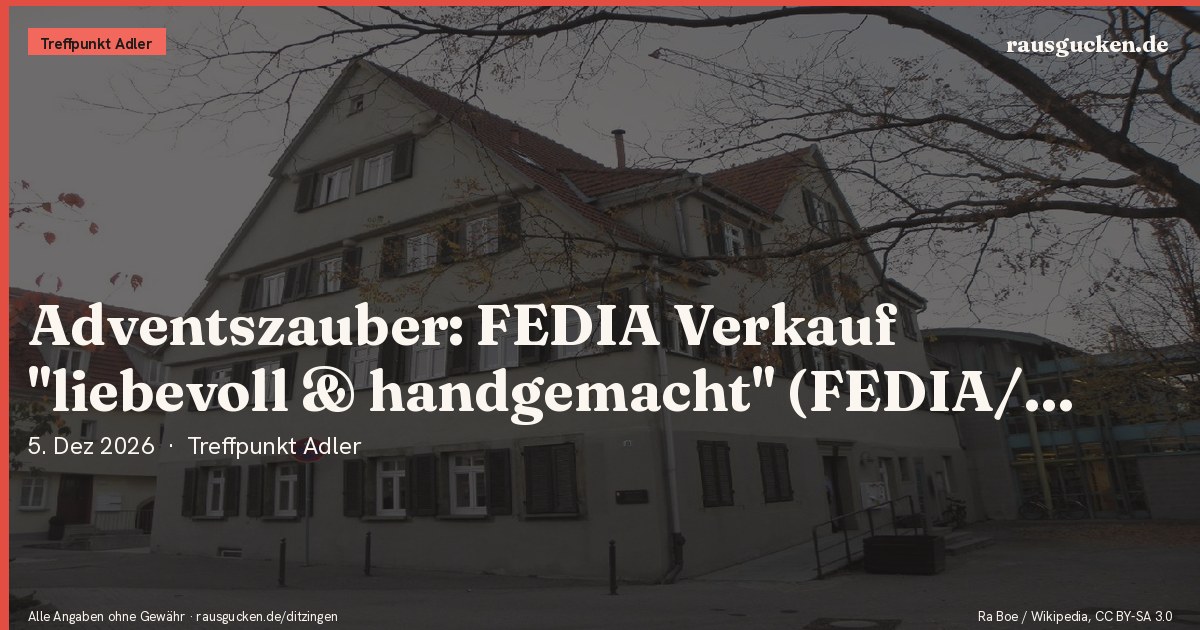 Treffpunkt Adler
rausgucken.de
Adventszauber: FEDIA Verkauf
"liebevoll & handgemacht" (FEDIA/...
5. Dez 2026 · Treffpunkt Adler
Alle Angaben ohne Gewähr · rausgucken.de/ditzingen
Ra Boe / Wikipedia, CC BY-SA 3.0